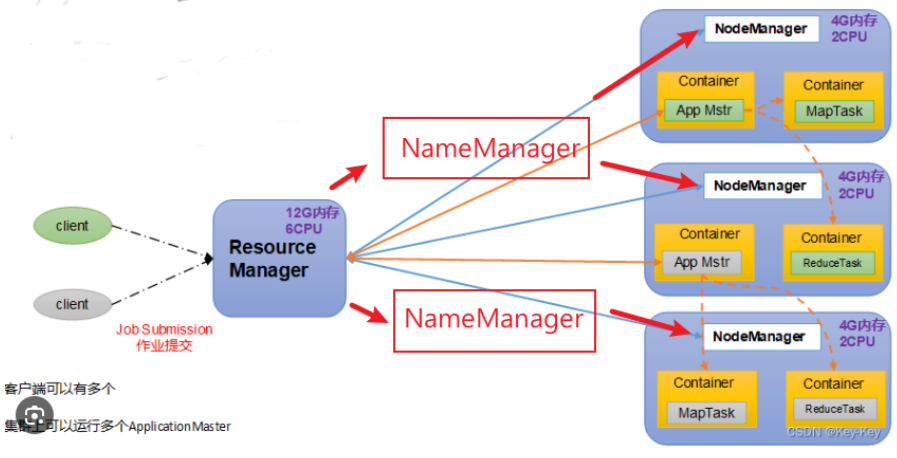 NodeManager
4G内存
2CPU
Container
App Mstr
Container
MapTask
NameManager
NodeManager
4G内存
2CPU
Container
App Mstr
Container
ReduceTask
client
client
12G内存
6CPU
Resource
Manager
Job Submission
作业提交
NameManager
NodeManager
4G内存
2CPU
Container
MapTask
Container
ReduceTask
客户端可以有多个
集群上可以运行多个ApplicationMaster
CSDN @Key-Key